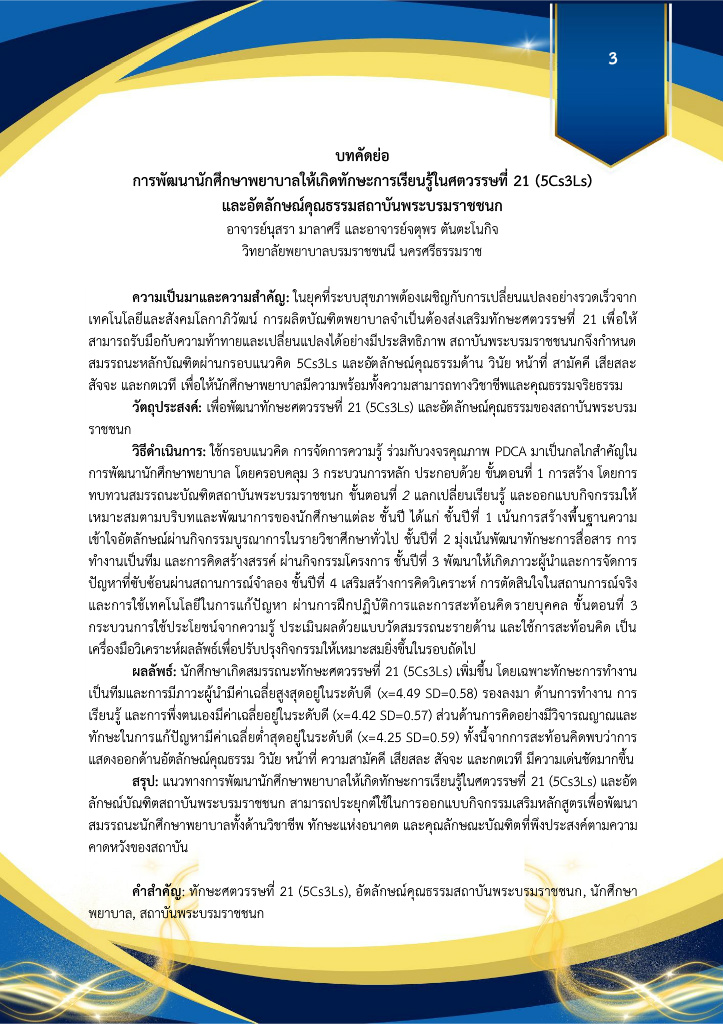 3
บทคัดย่อ
การพัฒนานักศึกษาพยาบาลให้เกิดทักษะการเรียนรู้ในศตวรรษที่ 21 (5Cs3Ls)
และอัตลักษณ์คุณธรรมสถาบันพระบรมราชชนก
อาจารย์นุสรา มาลาศรี และอาจารย์จตุพร ตันตะโนกิจ
วิทยาลัยพยาบาลบรมราชชนนี นครศรีธรรมราช
ความเป็นมาและความสำคัญ: ในยุคที่ระบบสุขภาพต้องเผชิญกับการเปลี่ยนแปลงอย่างรวดเร็วจาก
เทคโนโลยีและสังคมโลกาภิวัฒน์ การผลิตบัณฑิตพยาบาลจำเป็นต้องส่งเสริมทักษะศตวรรษที่ 21 เพื่อให้
สามารถรับมือกับความท้าทายและเปลี่ยนแปลงได้อย่างมีประสิทธิภาพ สถาบันพระบรมราชชนนกจึงกำหนด
สมรรถนะหลักบัณฑิตผ่านกรอบแนวคิด 5Cs3Ls และอัตลักษณ์คุณธรรมด้าน วินัย หน้าที่ สามัคคี เสียสละ
สัจจะ และกตเวที เพื่อให้นักศึกษาพยาบาลมีความพร้อมทั้งความสามารถทางวิชาชีพและคุณธรรมจริยธรรม
วัตถุประสงค์: เพื่อพัฒนาทักษะศตวรรษที่ 21 (5Cs3Ls) และอัตลักษณ์คุณธรรมของสถาบันพระบรม
ราชชนก
วิธีดำเนินการ: ใช้กรอบแนวคิด การจัดการความรู้ ร่วมกับวงจรคุณภาพ PDCA มาเป็นกลไกสำคัญใน
การพัฒนานักศึกษาพยาบาล โดยครอบคลุม 3 กระบวนการหลัก ประกอบด้วย ขั้นตอนที่ 1 การสร้าง โดยการ
ทบทวนสมรรถนะบัณฑิตสถาบันพระบรมราชชนก ขั้นตอนที่ 2 แลกเปลี่ยนเรียนรู้ และออกแบบกิจกรรมให้
เหมาะสมตามบริบทและพัฒนาการของนักศึกษาแต่ละ ชั้นปี ได้แก่ ชั้นปีที่ 1 เน้นการสร้างพื้นฐานความ
เข้าใจอัตลักษณ์ผ่านกิจกรรมบูรณาการในรายวิชาศึกษาทั่วไป ชั้นปีที่ 2 มุ่งเน้นพัฒนาทักษะการสื่อสาร การ
ทำงานเป็นทีม และการคิดสร้างสรรค์ ผ่านกิจกรรมโครงการ ชั้นปีที่ 3 พัฒนาให้เกิดภาวะผู้นำและการจัดการ
ปัญหาที่ซับซ้อนผ่านสถานการณ์จำลอง ชั้นปีที่ 4 เสริมสร้างการคิดวิเคราะห์ การตัดสินใจในสถานการณ์จริง
และการใช้เทคโนโลยีในการแก้ปัญหา ผ่านการฝึกปฏิบัติการและการสะท้อนคิดรายบุคคล ขั้นตอนที่ 3
กระบวนการใช้ประโยชน์จากความรู้ ประเมินผลด้วยแบบวัดสมรรถนะรายด้าน และใช้การสะท้อนคิด เป็น
เครื่องมือวิเคราะห์ผลลัพธ์เพื่อปรับปรุงกิจกรรมให้เหมาะสมยิ่งขึ้นในรอบถัดไป
ผลลัพธ์: นักศึกษาเกิดสมรรถนะทักษะศตวรรษที่ 21 (5Cs3Ls) เพิ่มขึ้น โดยเฉพาะทักษะการทำงาน
เป็นทีมและการมีภาวะผู้นำมีค่าเฉลี่ยสูงสุดอยู่ในระดับดี (x=4.49 SD=0.58) รองลงมา ด้านการทำงาน การ
เรียนรู้ และการพึ่งตนเองมีค่าเฉลี่ยอยู่ในระดับดี (x=4.42 SD=0.57) ส่วนด้านการคิดอย่างมีวิจารณญาณและ
ทักษะในการแก้ปัญหามีค่าเฉลี่ยต่ำสุดอยู่ในระดับดี (x=4.25 SD=0.59) ทั้งนี้จากการสะท้อนคิดพบว่าการ
แสดงออกด้านอัตลักษณ์คุณธรรม วินัย หน้าที่ ความสามัคคี เสียสละ สัจจะ และกตเวที มีความเด่นชัดมากขึ้น
สรุป: แนวทางการพัฒนานักศึกษาพยาบาลให้เกิดทักษะการเรียนรู้ในศตวรรษที่ 21 (5Cs3Ls) และอัต
ลักษณ์บัณฑิตสถาบันพระบรมราชชนก สามารถประยุกต์ใช้ในการออกแบบกิจกรรมเสริมหลักสูตรเพื่อพัฒนา
สมรรถนะนักศึกษาพยาบาลทั้งด้านวิชาชีพ ทักษะแห่งอนาคต และคุณลักษณะบัณฑิตที่พึงประสงค์ตามความ
คาดหวังของสถาบัน
คำสำคัญ: ทักษะศตวรรษที่ 21 (5Cs3Ls), อัตลักษณ์คุณธรรมสถาบันพระบรมราชชนก, นักศึกษา
พยาบาล, สถาบันพระบรมราชชนก